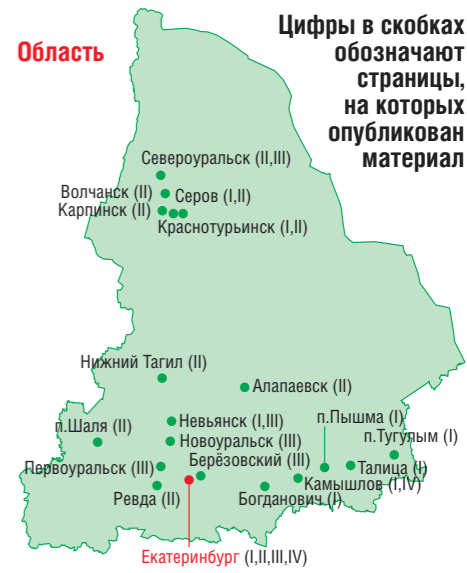 Область
Цифры в скобках
обозначают
страницы,
на которых
опубликован
материал
Североуральск (II,III)
Волчанск (II)
Серов (I,II)
Карпинск (II)
Краснотурьинск (I,II)
Нижний Тагил (II)
Алапаевск (II)
п.Шаля (II)
Невьянск (I,III)
п.Пышма (I)
Новоуральск (III)
п.Тугулым (I)
Первоуральск (III)
Берёзовский (III)
Талица (I)
Камышлов (I,IV)
Ревда (II)
Богданович (I)
Екатеринбург (I,II,III,IV)